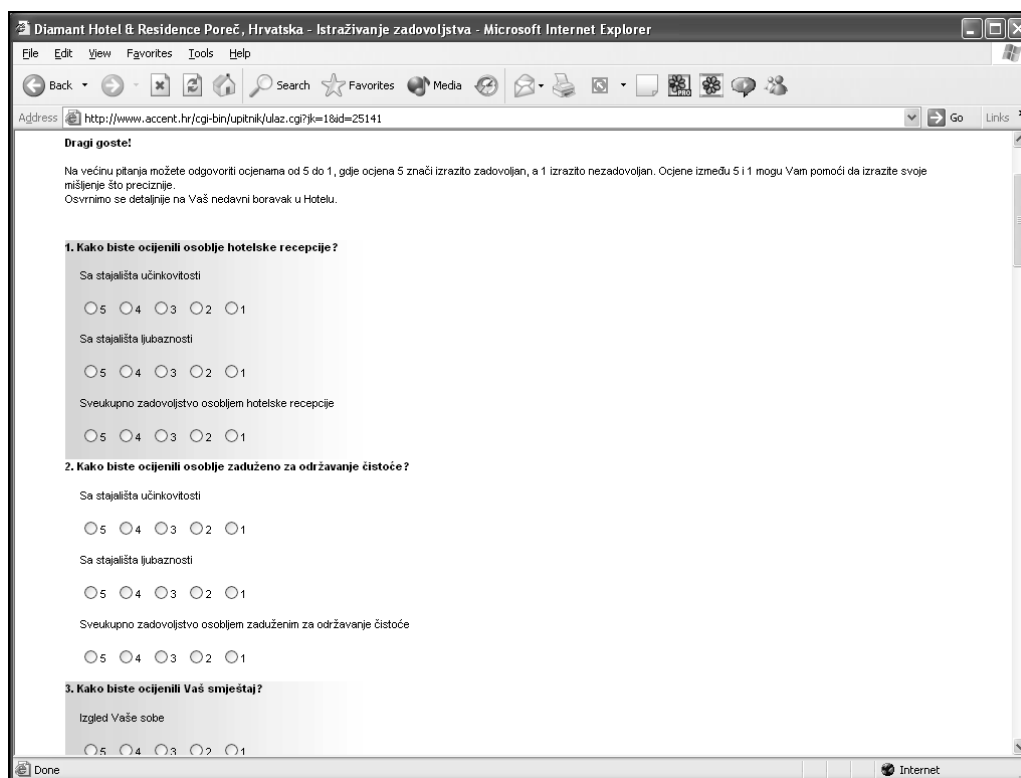 Diamant Hotel & Residence Poreč, Hrvatska - Istraživanje zadovoljstva - Microsoft Internet Explorer
File Edit View Favorites Tools Help
Back Search Favorites Media PRO
Address http://www.accent.hr/cgi-bin/upitnik/ulaz.cgi?jk=1&id=25141 Go Links
Dragi goste!
Na većinu pitanja možete odgovoriti ocjenama od 5 do 1, gdje ocjena 5 znači izrazito zadovoljan, a 1 izrazito nezadovoljan. Ocjene između 5 i 1 mogu Vam pomoći da izrazite svoje
mišljenje što preciznije.
Osvrnimo se detaljnije na Vaš nedavni boravak u Hotelu.
1. Kako biste ocijenili osoblje hotelske recepcije?
Sa stajališta učinkovitosti
5 4 3 2 1
Sa stajališta ljubaznosti
5 4 3 2 1
Sveukupno zadovoljstvo osobljem hotelske recepcije
5 4 3 2 1
2. Kako biste ocijenili osoblje zaduženo za održavanje čistoće?
Sa stajališta učinkovitosti
5 4 3 2 1
Sa stajališta ljubaznosti
5 4 3 2 1
Sveukupno zadovoljstvo osobljem zaduženim za održavanje čistoće
5 4 3 2 1
3. Kako biste ocijenili Vaš smještaj?
Izgled Vaše sobe
5 4 3 2 1
Done Internet